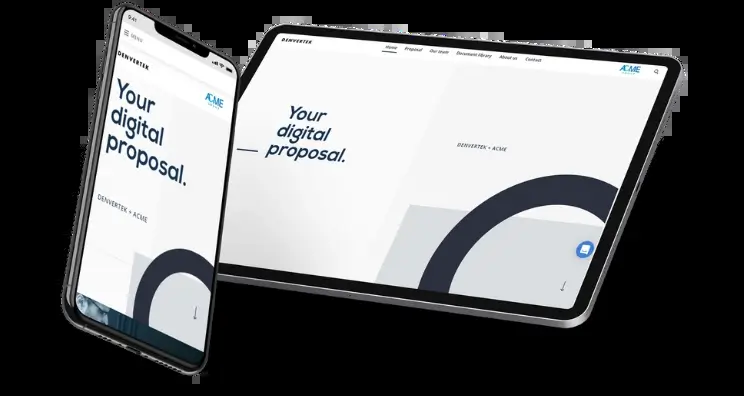 9:41
MENU
DENVERTEK
ACME
Your
digital
proposal.
DENVERTEK + ACME
DENVERTEK
Home Proposal Our team Document library About us Contact
ACME
Your
digital
proposal.
DENVERTEK + ACME